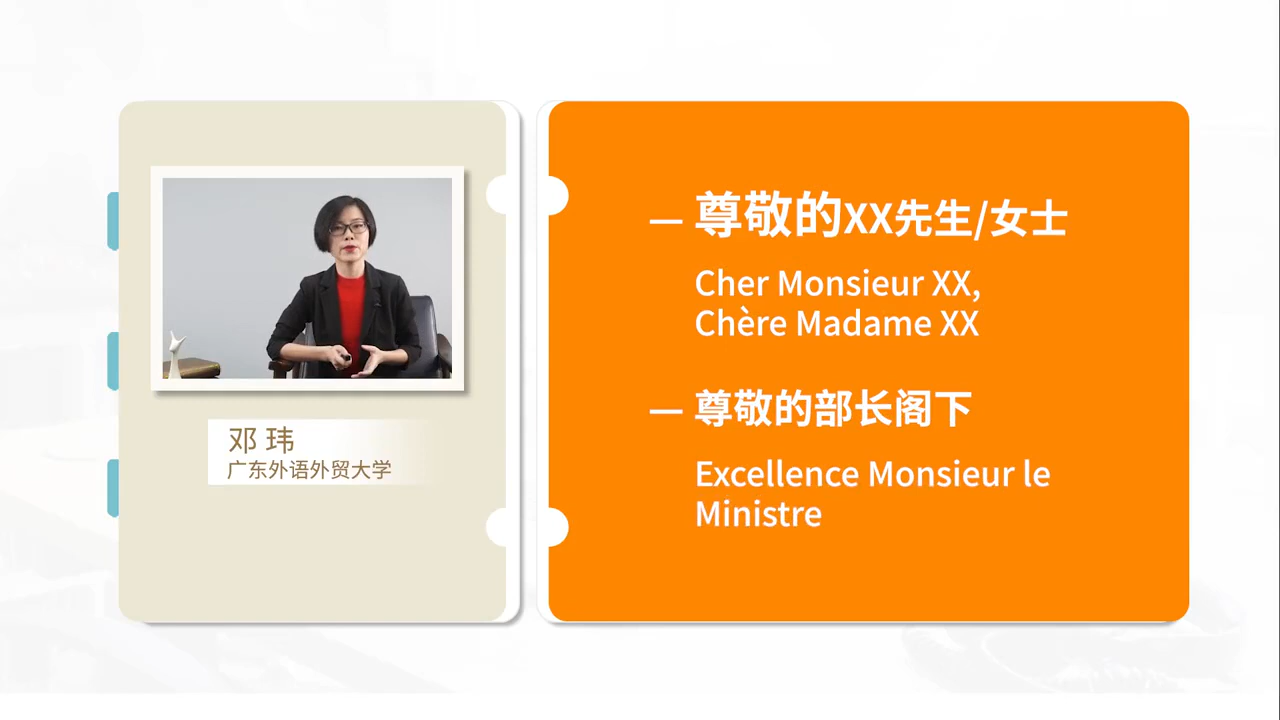 邓 玮
广东外语外贸大学
— 尊敬的XX先生/女士
Cher Monsieur XX,
Chère Madame XX
— 尊敬的部长阁下
Excellence Monsieur le
Ministre